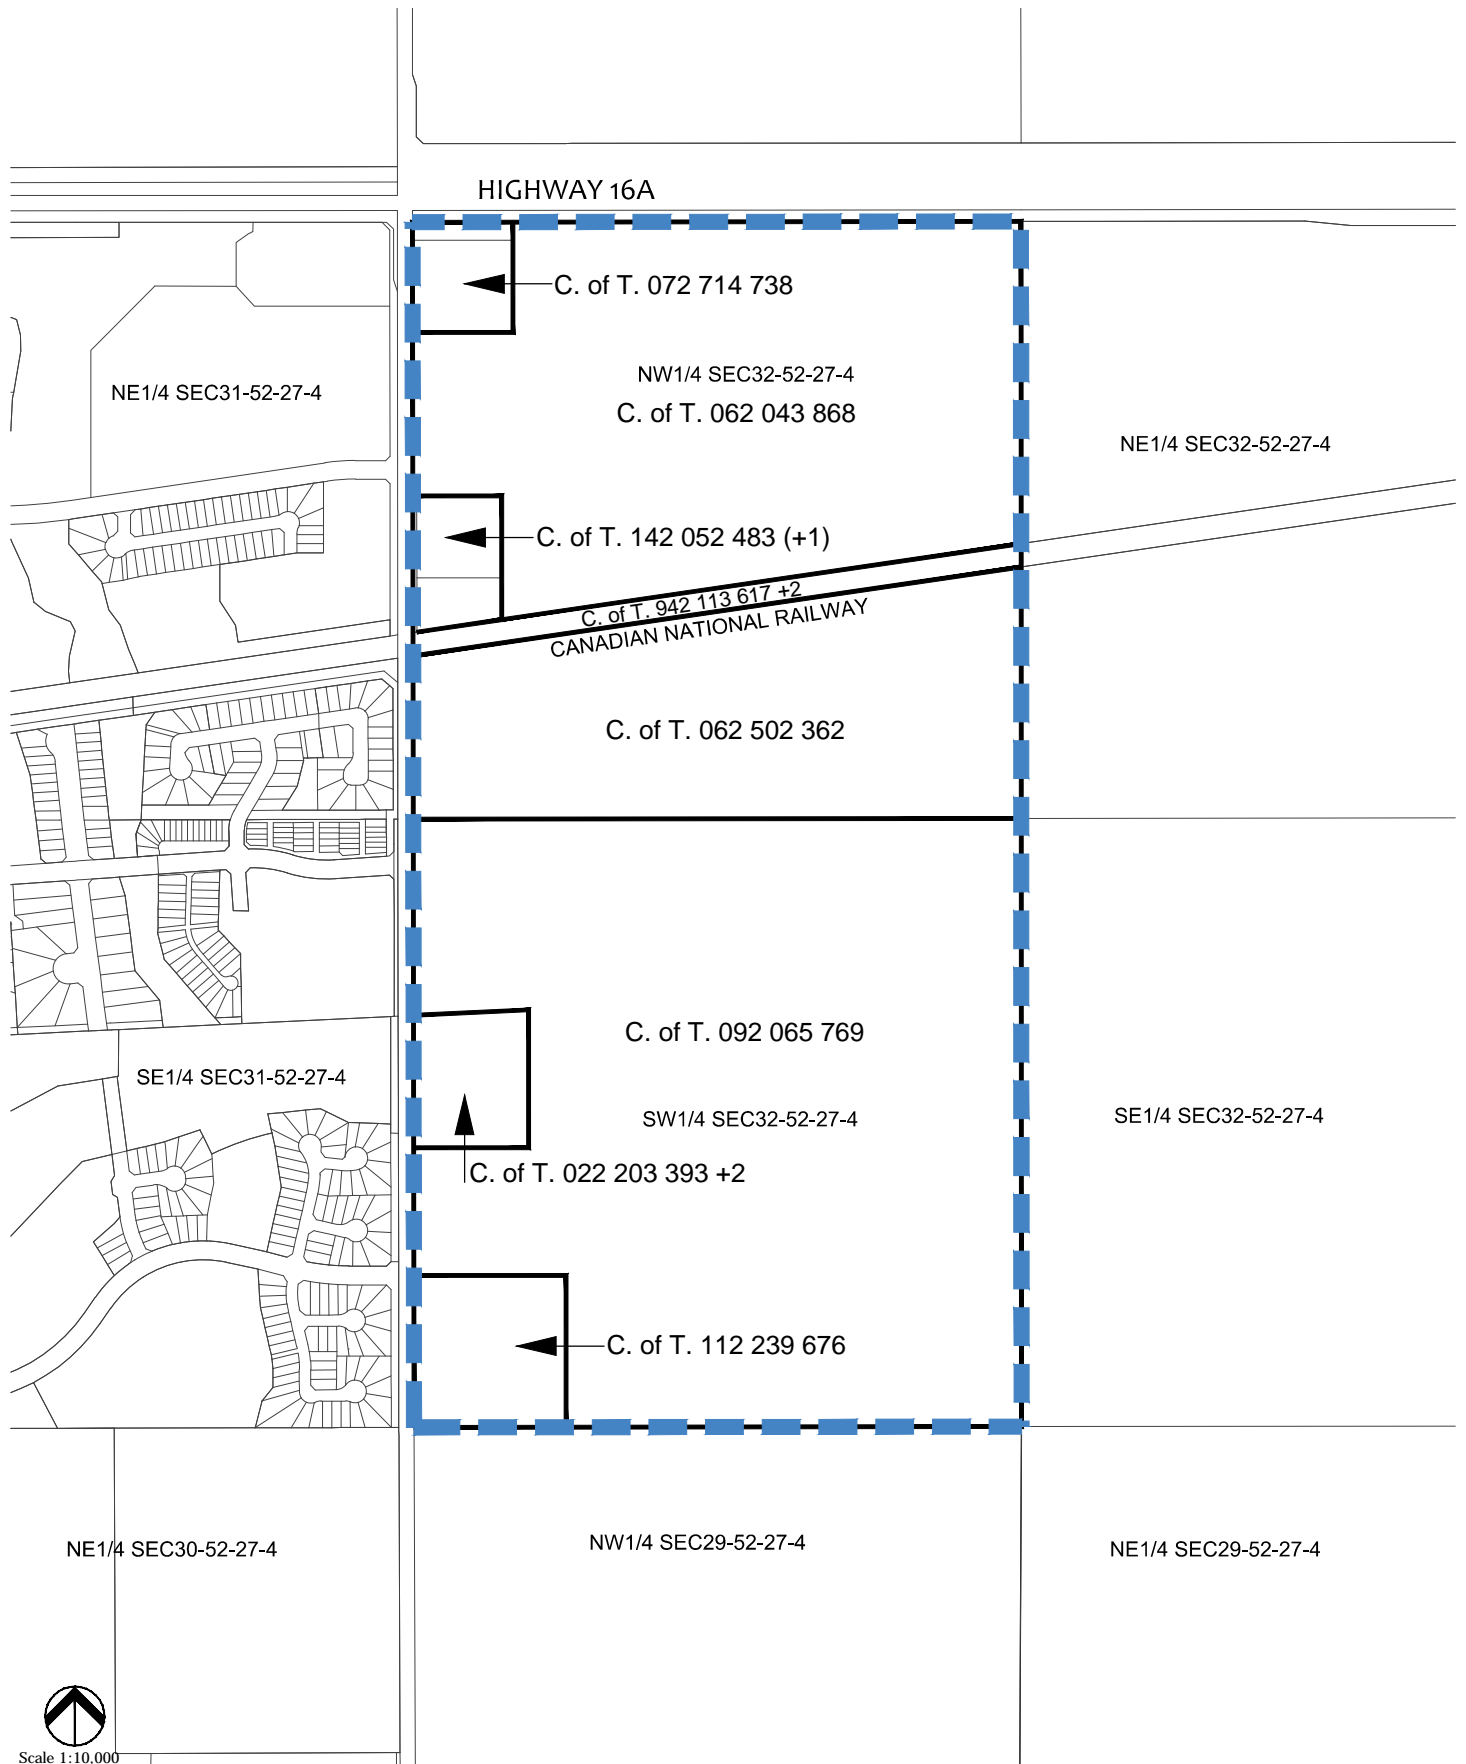 HIGHWAY 16A
C. of T. 072 714 738
NW1/4 SEC32-52-27-4
C. of T. 062 043 868
NE1/4 SEC31-52-27-4
NE1/4 SEC32-52-27-4
C. of T. 142 052 483 (+1)
C. of T. 942 113 617 +2
CANADIAN NATIONAL RAILWAY
C. of T. 062 502 362
C. of T. 092 065 769
SE1/4 SEC31-52-27-4
SW1/4 SEC32-52-27-4
SE1/4 SEC32-52-27-4
C. of T. 022 203 393 +2
C. of T. 112 239 676
NE1/4 SEC30-52-27-4
NW1/4 SEC29-52-27-4
NE1/4 SEC29-52-27-4
Scale 1:10,000